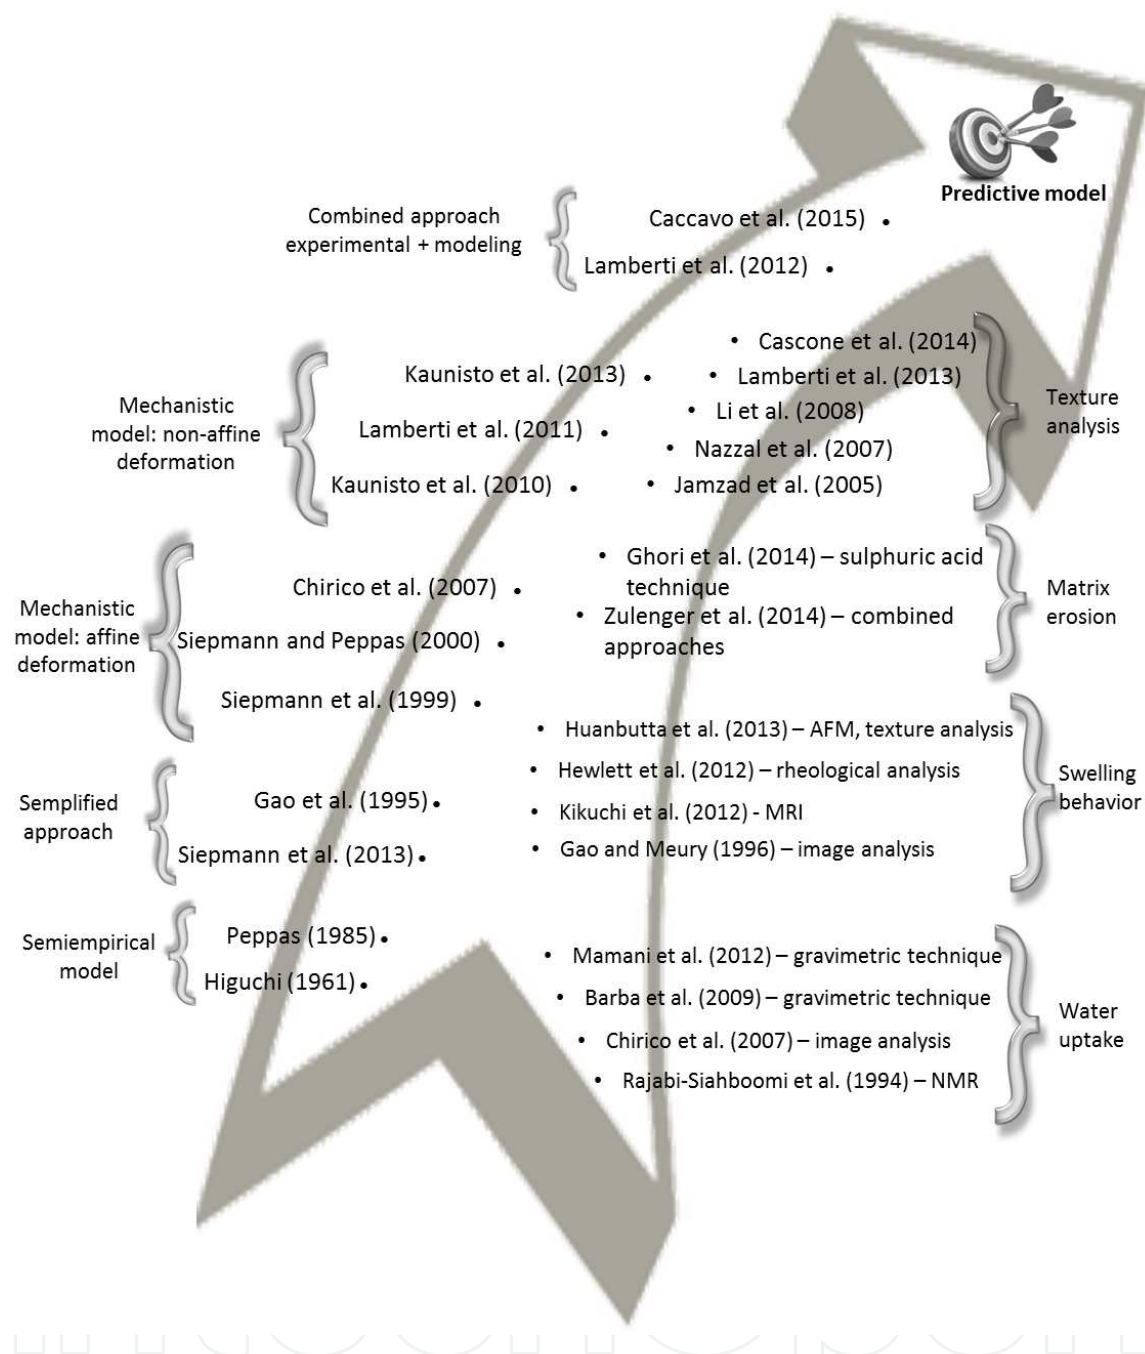 Predictive model
Combined approach
experimental + modeling
Caccavo et al. (2015) •
Lamberti et al. (2012) •
Mechanistic
model: non-affine
deformation
Kaunisto et al. (2013) •
Lamberti et al. (2011) •
Kaunisto et al. (2010) •
• Cascone et al. (2014)
• Lamberti et al. (2013)
• Li et al. (2008)
• Nazzal et al. (2007)
• Jamzad et al. (2005)
Texture
analysis
Mechanistic
model: affine
deformation
Chirico et al. (2007) •
Siepmann and Peppas (2000) •
Siepmann et al. (1999) •
• Ghori et al. (2014) – sulphuric acid
technique
• Zulenger et al. (2014) – combined
approaches
Matrix
erosion
Semplified
approach
Gao et al. (1995) •
Siepmann et al. (2013) •
• Huanbutta et al. (2013) – AFM, texture analysis
• Hewlett et al. (2012) – rheological analysis
• Kikuchi et al. (2012) - MRI
• Gao and Meury (1996) – image analysis
Swelling
behavior
Semiempirical
model
Peppas (1985) •
Higuchi (1961) •
• Mamani et al. (2012) – gravimetric technique
• Barba et al. (2009) – gravimetric technique
• Chirico et al. (2007) – image analysis
• Rajabi-Siahboomi et al. (1994) – NMR
Water
uptake